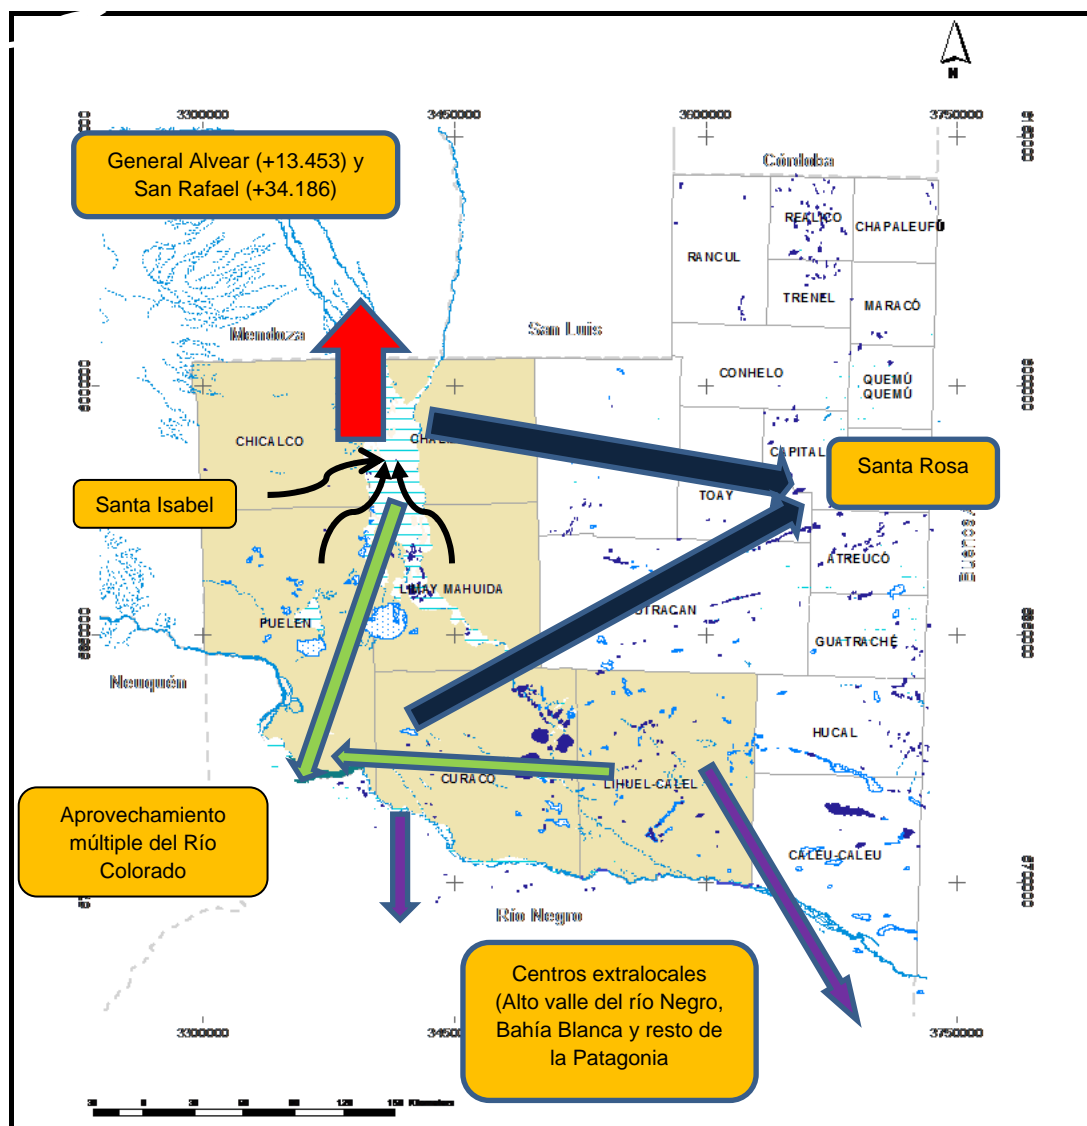 N
3300000
3450000
3600000
3750000
General Alvear (+13.453) y
San Rafael (+34.186)
Córdoba
REALICO
CHAPALEUFÚ
RANCUL
TRENEL
MARACÓ
Mendoza
San Luis
CONHELO
QUEMÚ
QUEMÚ
6000000
6000000
CHICALCO
CAPITAL
Santa Rosa
Santa Isabel
TOAY
ATREUCÓ
LIMAY MAHUIDA
PUELEN
GUATRACHÉ
Neuquén
HUCAL
CURACÓ
LIHUEL-CALEL
Aprovechamiento
múltiple del Río
Colorado
CALEU-CALEU
Río Negro
Centros extralocales
(Alto valle del río Negro,
Bahía Blanca y resto de
la Patagonia
3300000
3750000